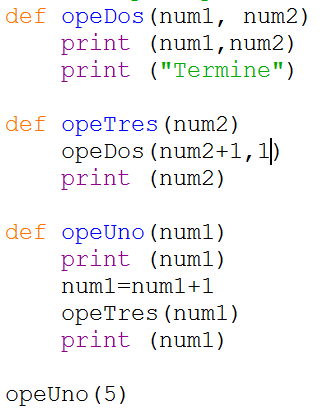 def opeDos(num1, num2)
    print (num1,num2)
    print ("Termine")
def opeTres(num2)
    opeDos(num2+1,1)
    print (num2)
def opeUno(num1)
    print (num1)
    num1=num1+1
    opeTres(num1)
    print (num1)
opeUno(5)